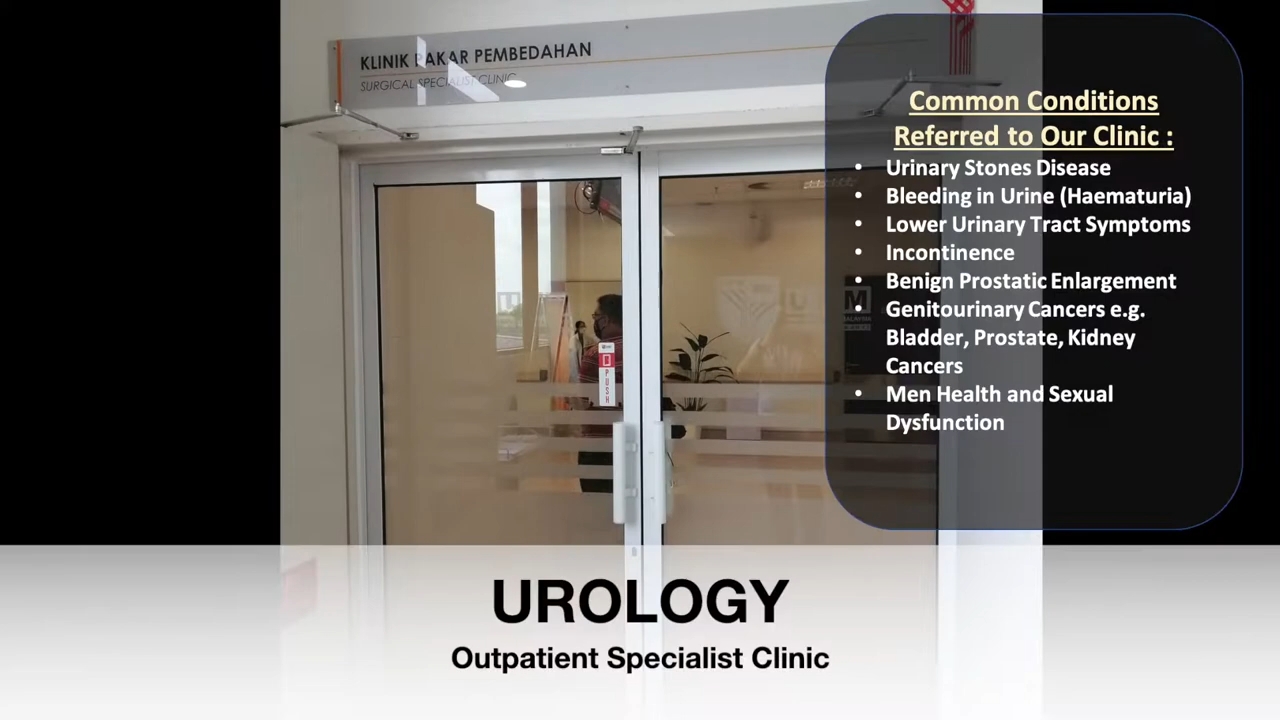 KLINIK PAKAR PEMBEDAHAN
SURGICAL SPECIALIST CLINIC
Common Conditions
Referred to Our Clinic :
• Urinary Stones Disease
• Bleeding in Urine (Haematuria)
• Lower Urinary Tract Symptoms
• Incontinence
• Benign Prostatic Enlargement
• Genitourinary Cancers e.g.
Bladder, Prostate, Kidney
Cancers
• Men Health and Sexual
Dysfunction
PUSH
UROLOGY
Outpatient Specialist Clinic